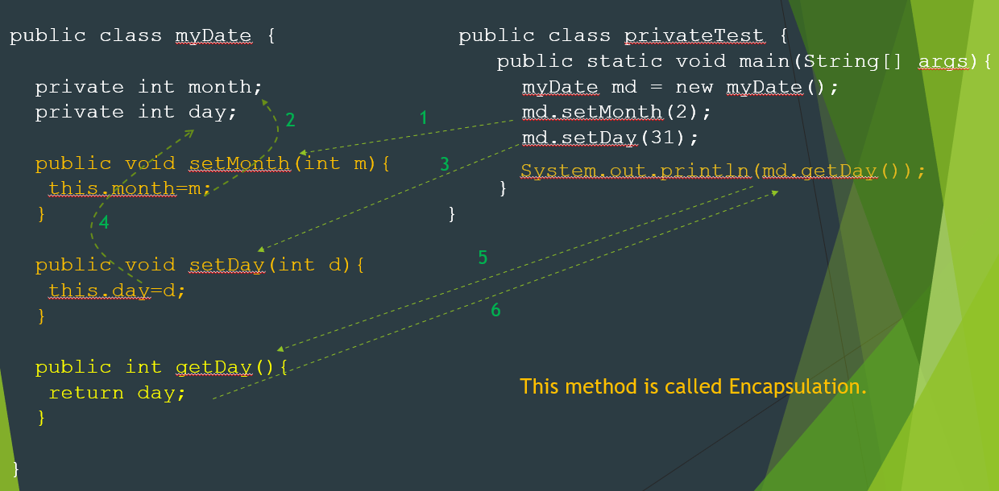 public class myDate {
private int month;
private int day;
public void setMonth(int m){
this.month=m;
}
public void setDay(int d){
this.day=d;
}
public int getDay(){
return day;
}
}
public class privateTest {
public static void main(String[] args){
myDate md = new myDate();
md.setMonth(2);
md.setDay(31);
System.out.println(md.getDay());
}
}
1
2
3
4
5
6
This method is called Encapsulation.